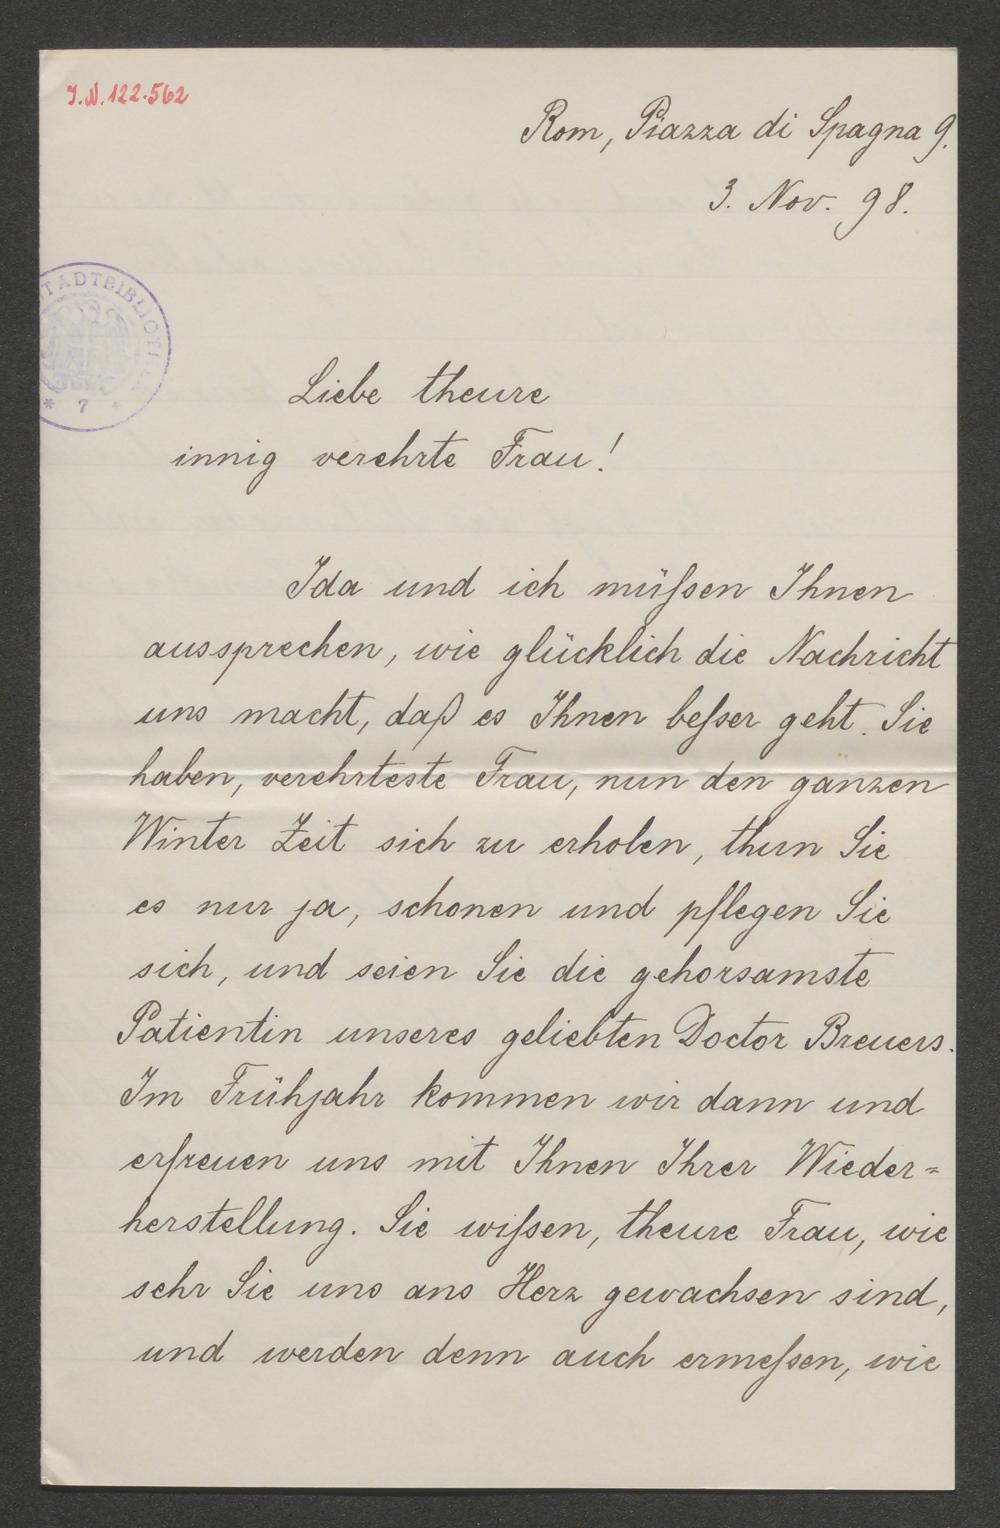 J.N. 122.562
Rom, Piazza di Spagna 9.
3. Nov. 98.
STADTBIBLIOTHEK
* 7 *
Liebe theure
innig verehrte Frau!
Ida und ich müſsen Ihnen
aussprechen, wie glücklich die Nachricht
uns macht, daß es Ihnen beſser geht. Sie
haben, verehrteste Frau, nun den ganzen
Winter Zeit sich zu erholen, thun Sie
es nur ja, schonen und pflegen Sie
sich, und seien Sie die gehorsamste
Patientin unseres geliebten Doctor Breuers.
Im Frühjahr kommen wir dann und
erfreuen uns mit Ihnen Ihrer Wieder=
herstellung. Sie wiſsen, theure Frau, wie
sehr Sie uns ans Herz gewachsen sind,
und werden denn auch ermeſsen, wie